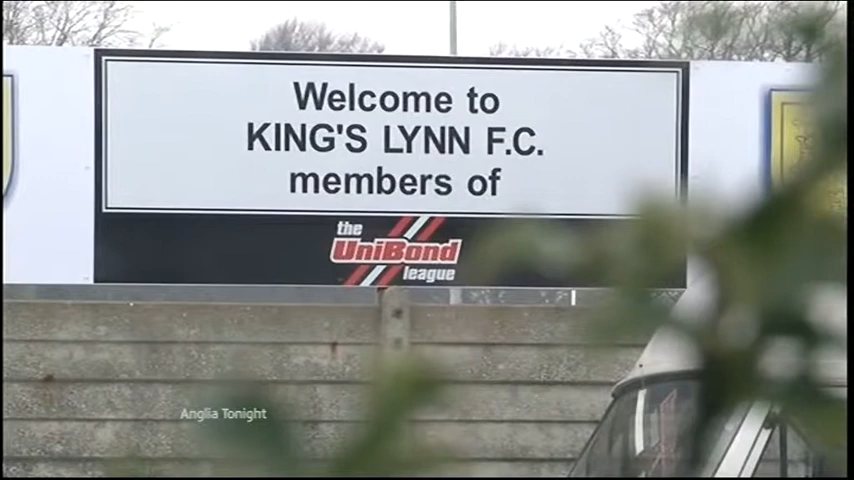 Welcome to
KING'S LYNN F.C.
members of
the
UniBond
league
Anglia Tonight